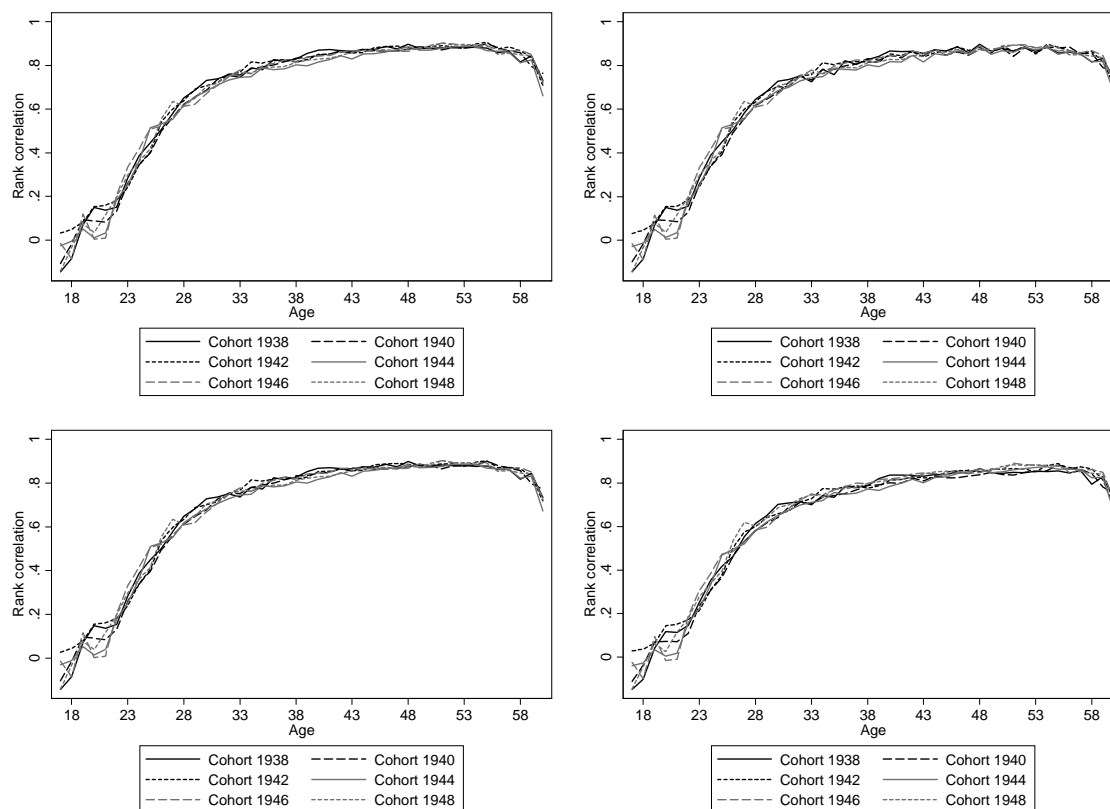 1
.8
.6
.4
.2
0
Rank correlation
18 23 28 33 38 43 48 53 58
Age
Cohort 1938 Cohort 1940
Cohort 1942 Cohort 1944
Cohort 1946 Cohort 1948
1
.8
.6
.4
.2
0
Rank correlation
18 23 28 33 38 43 48 53 58
Age
Cohort 1938 Cohort 1940
Cohort 1942 Cohort 1944
Cohort 1946 Cohort 1948
1
.8
.6
.4
.2
0
Rank correlation
18 23 28 33 38 43 48 53 58
Age
Cohort 1938 Cohort 1940
Cohort 1942 Cohort 1944
Cohort 1946 Cohort 1948
1
.8
.6
.4
.2
0
Rank correlation
18 23 28 33 38 43 48 53 58
Age
Cohort 1938 Cohort 1940
Cohort 1942 Cohort 1944
Cohort 1946 Cohort 1948